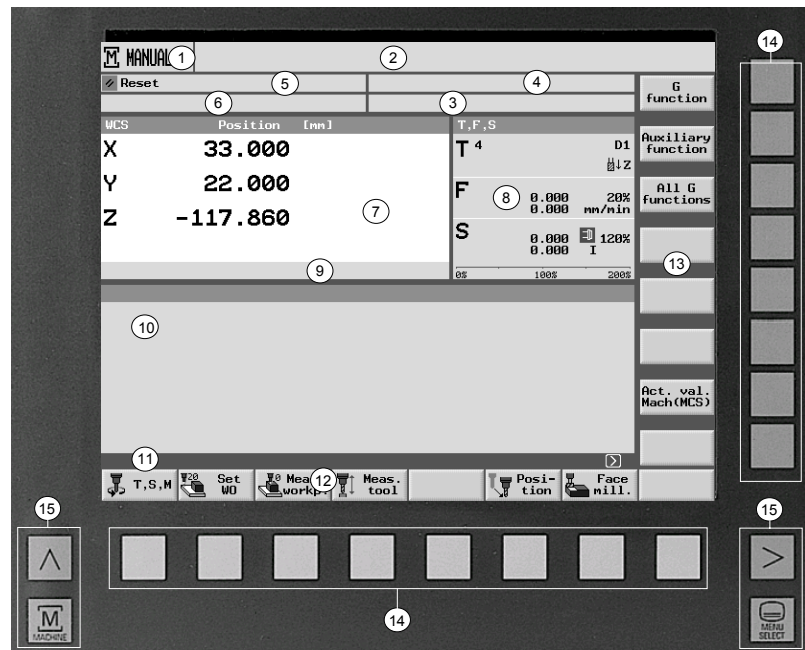 14
M MANUAL 1 2
Reset 5 4
G function
6 3
WCS Position [mm] T,F,S
Auxiliary function
X 33.000 T 4 D1
Z
Y 22.000 F 8 0.000 20%
0.000 mm/min
All G functions
Z -117.860 7 S 0.000 120%
0.000 I
13
9 0% 100% 200%
10
Act. val. Mach(MCS)
11
T,S,M
20 Set WO
0 Mea workp. 12
Meas. tool
Posi- tion
Face mill.
15 15
M
MACHINE
14
MENU SELECT